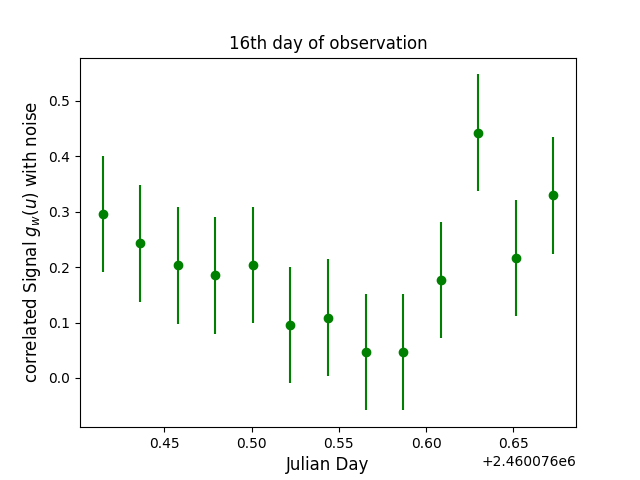 16th day of observation
correlated Signal g_w(u) with noise
0.5
0.4
0.3
0.2
0.1
0.0
0.45 0.50 0.55 0.60 0.65
+2.460076e6
Julian Day